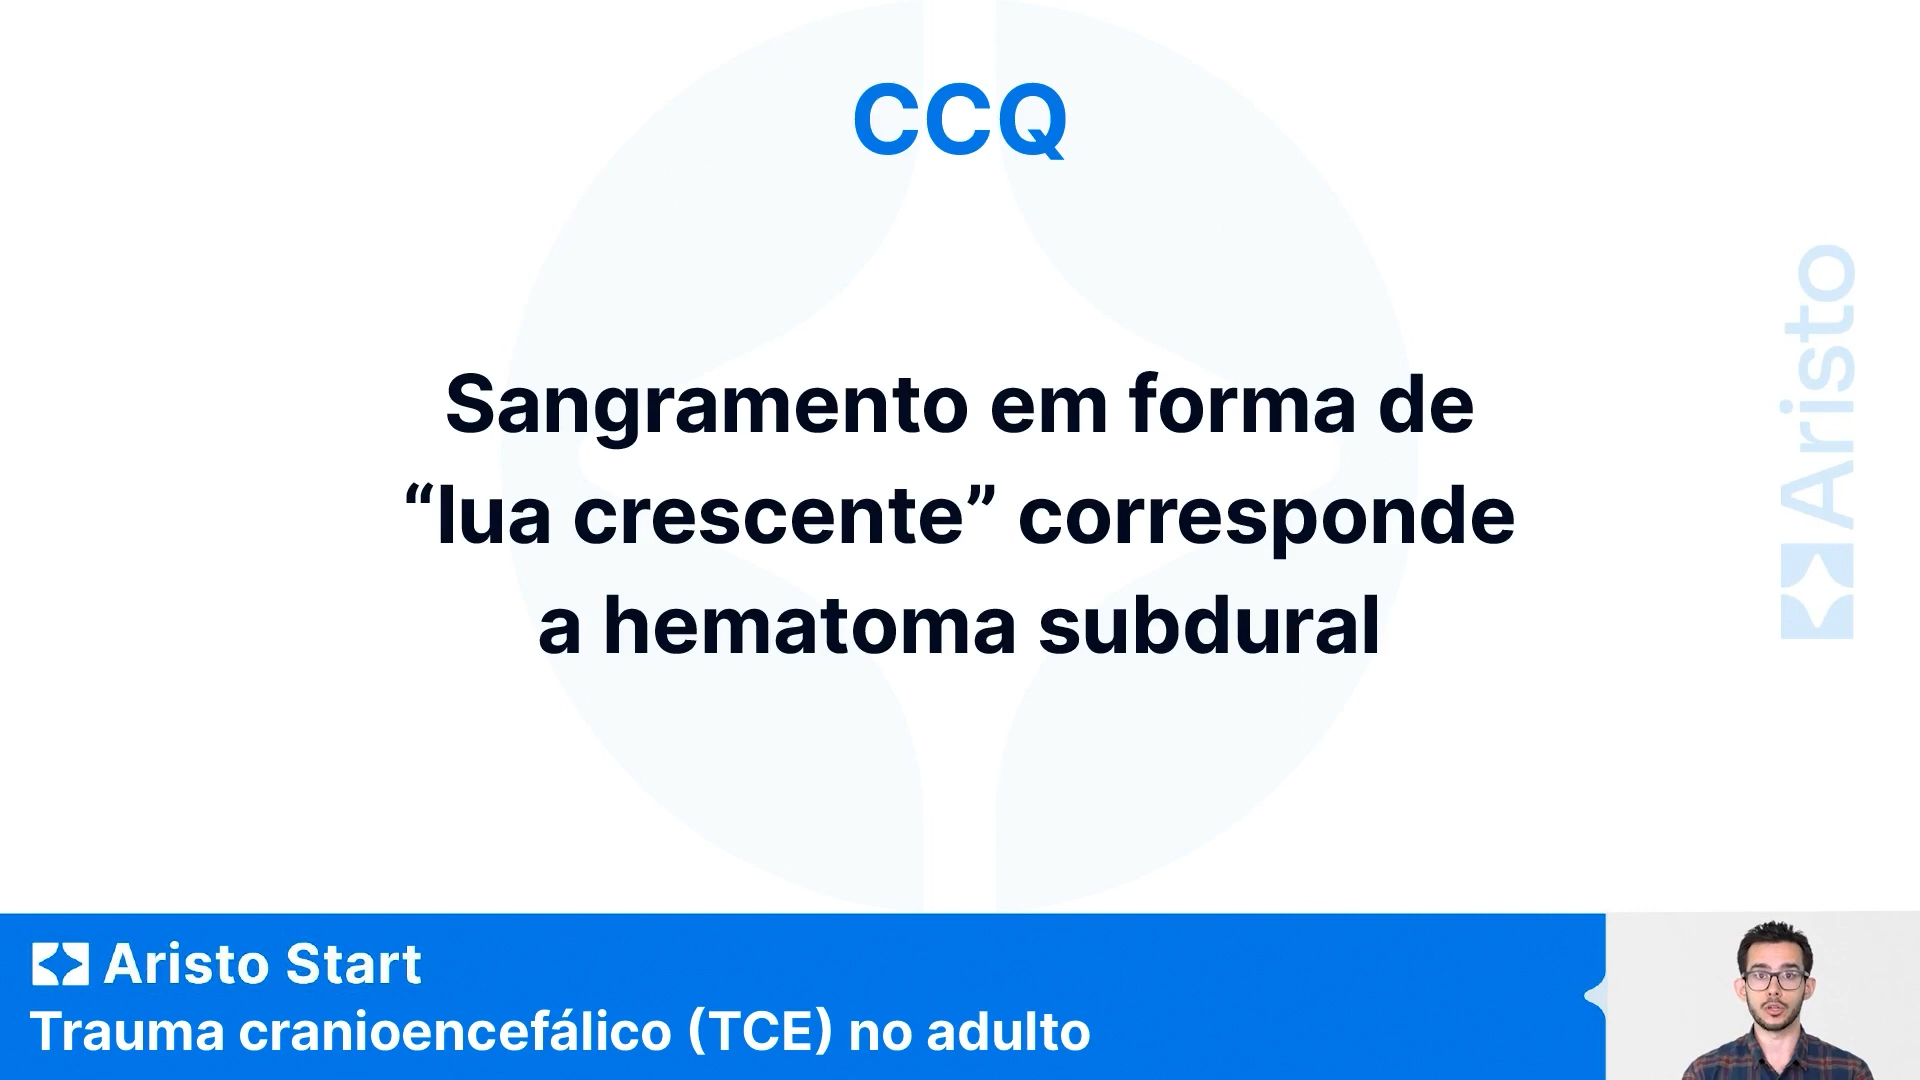 CCQ
Sangramento em forma de
“lua crescente” corresponde
a hematoma subdural
Aristo
Aristo Start
Trauma cranioencefálico (TCE) no adulto